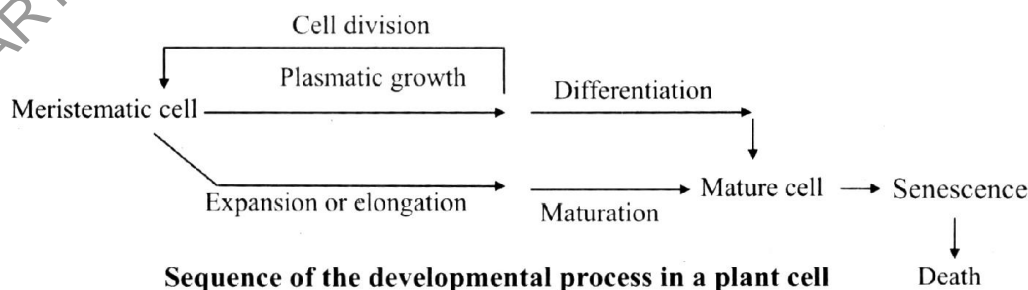 Cell division
Plasmatic growth
Differentiation
Meristematic cell
Mature cell
Senescence
Expansion or elongation
Maturation
Sequence of the developmental process in a plant cell
Death